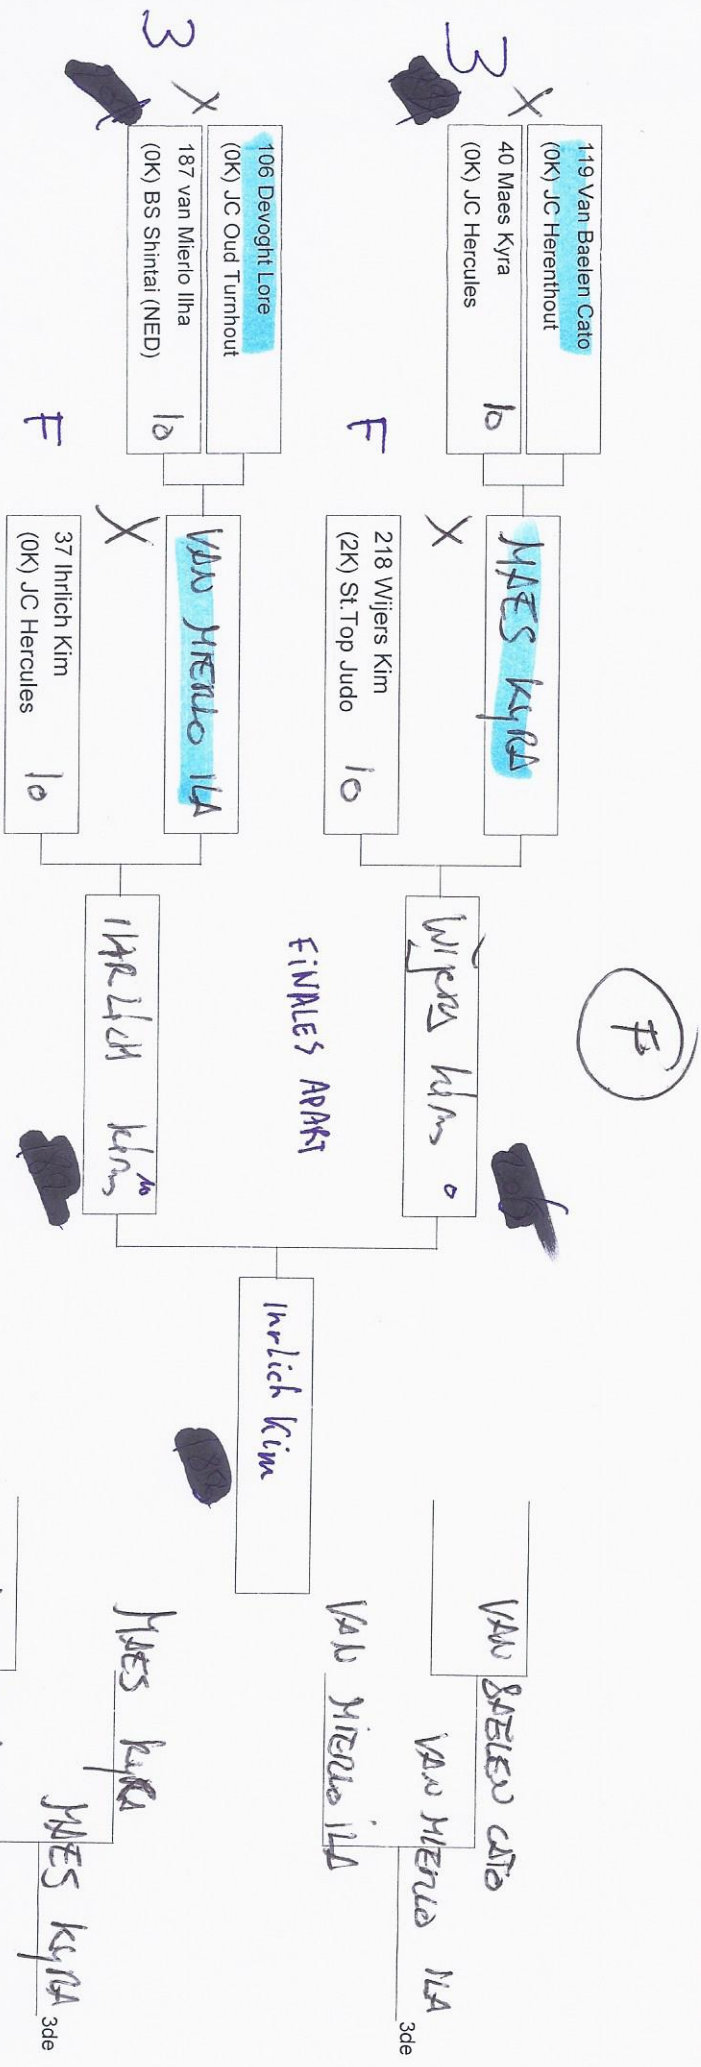 3
X
119 Van Baelen Cato
(0K) JC Herenthout
40 Maes Kyra
(0K) JC Hercules
10
F
MAES KYRA
X
218 Wijers Kim
(2K) St.Top Judo
10
Wijers Kim 0
3
X
106 Devoght Lore
(0K) JC Oud Turnhout
187 van Mierlo Ilha
(0K) BS Shintai (NED)
10
F
VAN MIERLO ILA
X
37 Ihrlich Kim
(0K) JC Hercules
10
IHRLICH Kim 10
FINALES APART
Ihrlich Kim
VAN BAELEN CATO
VAN MIERLO ILA
VAN MIERLO ILA
3de
MAES KYRA
MAES KYRA
3de